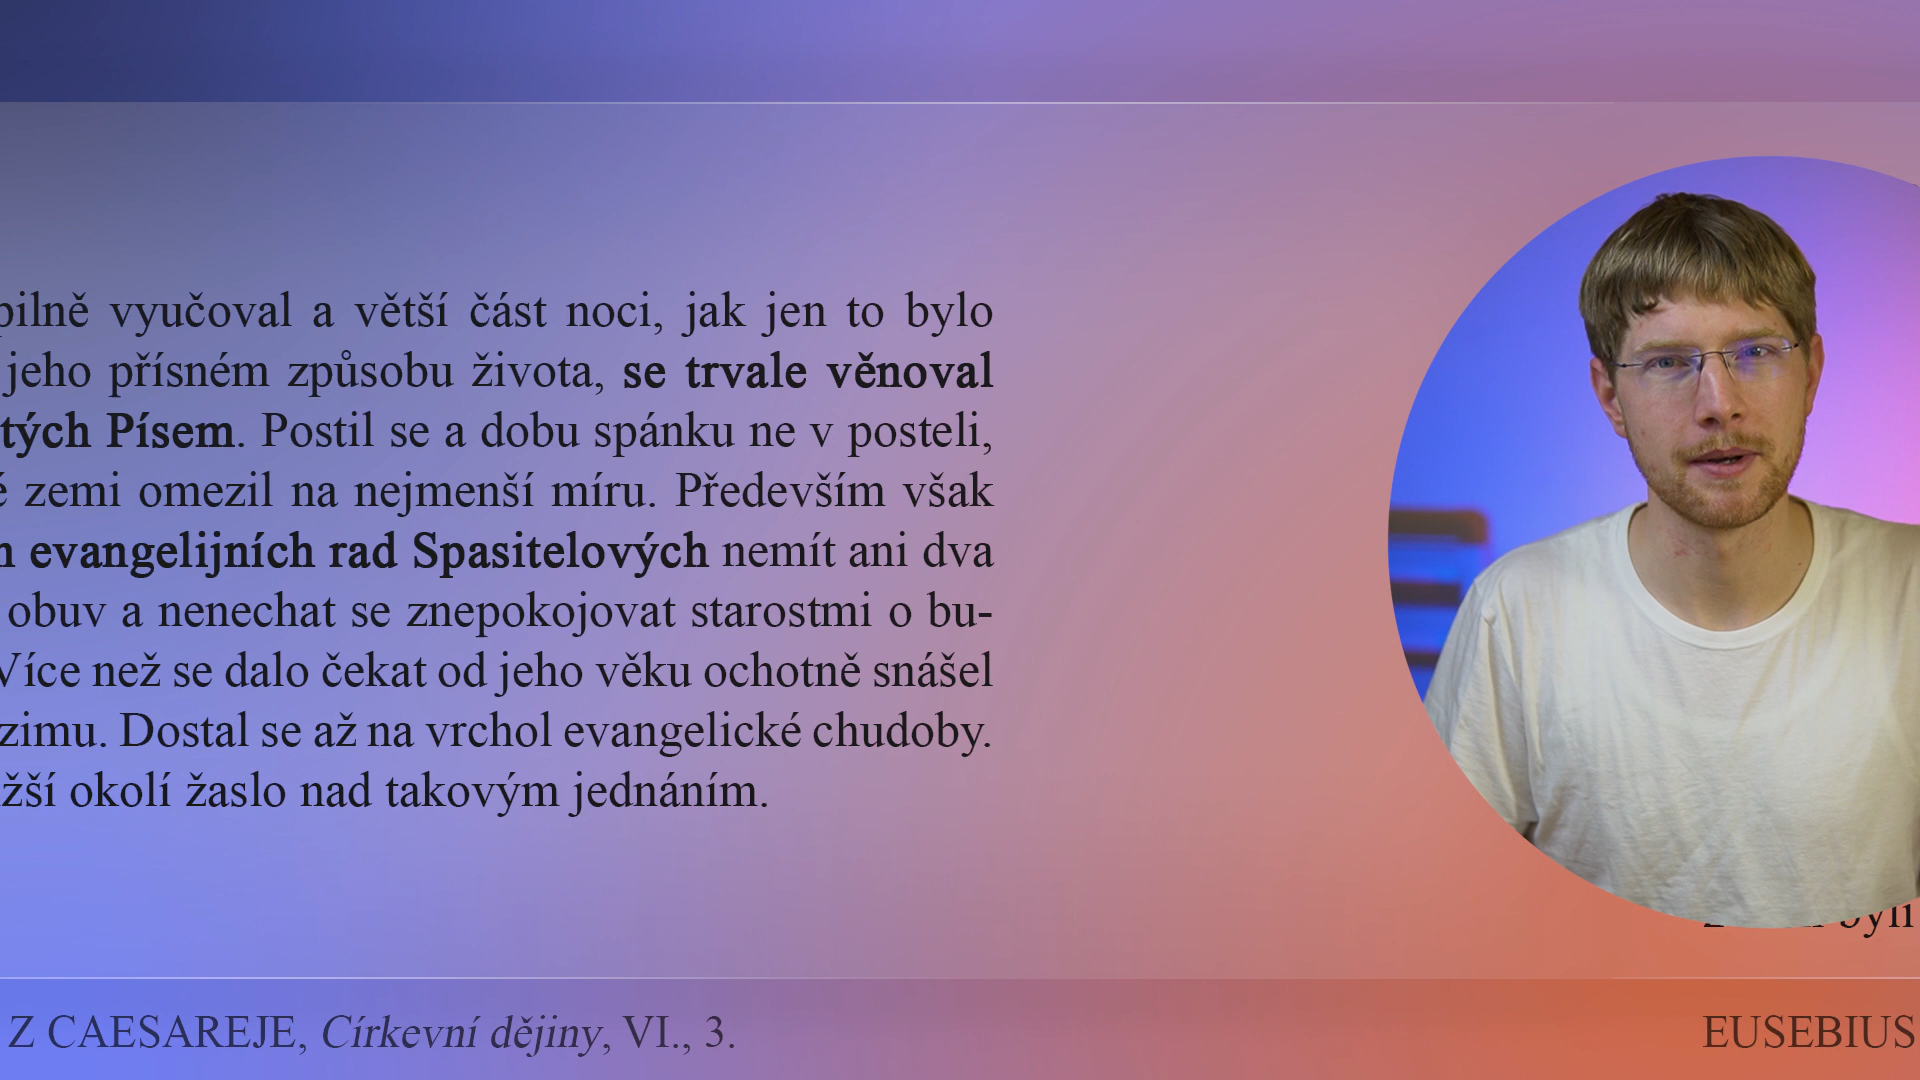 pilně vyučoval a větší část noci, jak jen to bylo
jeho přísném způsobu života, se trvale věnoval
tých Písem. Postil se a dobu spánku ne v posteli,
é zemi omezil na nejmenší míru. Především však
h evangelijních rad Spasitelových nemít ani dva
obuv a nenechat se znepokojovat starostmi o bu-
Více než se dalo čekat od jeho věku ochotně snášel
zimu. Dostal se až na vrchol evangelické chudoby.
žší okolí žaslo nad takovým jednáním.
byli
Z CAESAREJE, Církevní dějiny, VI., 3.
EUSEBIUS